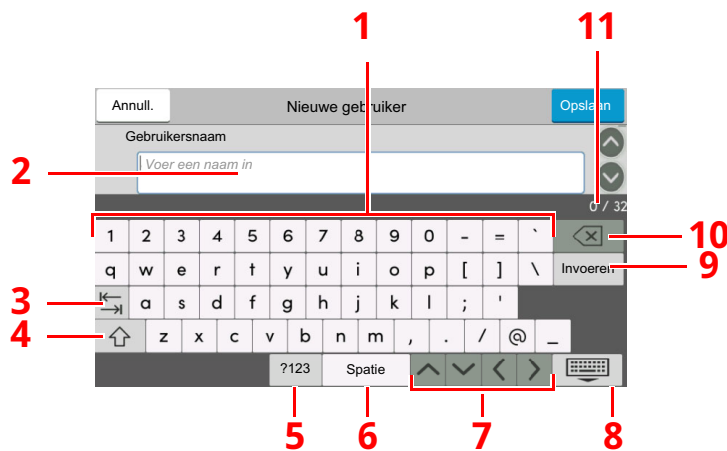 1 11
Annull. Nieuwe gebruiker Opslaan
Gebruikersnaam
2 Voer een naam in
0 / 32
1 2 3 4 5 6 7 8 9 0 - = ` 10
q w e r t y u i o p [ ] \ Invoeren 9
3 a s d f g h j k l ; '
4 z x c v b n m , . / @ _
?123 Spatie
5 6 7 8